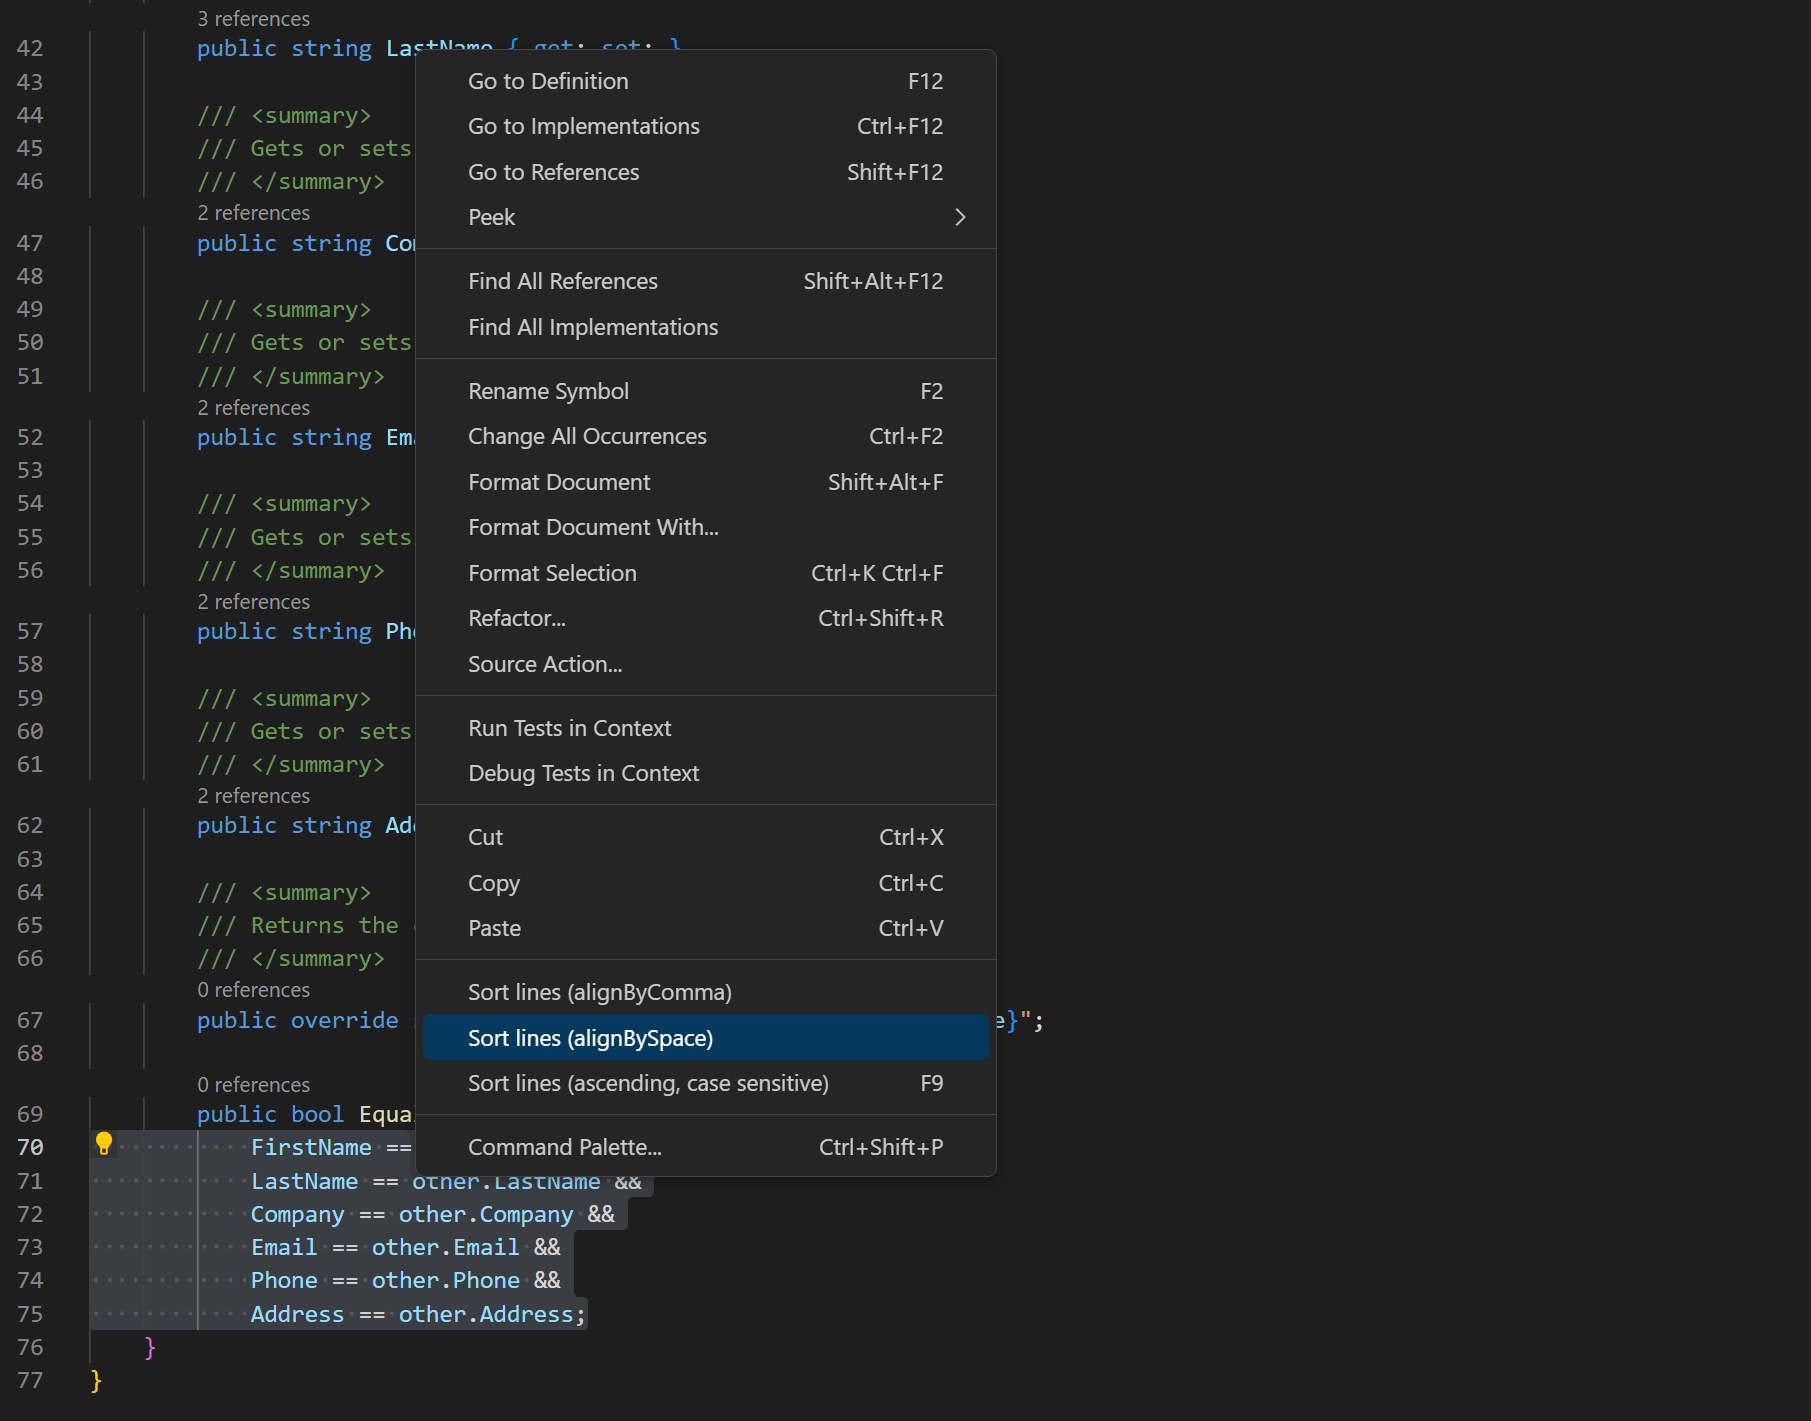 3 references
42 public string LastName { get; set; }
43
44 /// <summary>
45 /// Gets or sets
46 /// </summary>
2 references
47 public string Co
48
49 /// <summary>
50 /// Gets or sets
51 /// </summary>
2 references
52 public string Em
53
54 /// <summary>
55 /// Gets or sets
56 /// </summary>
2 references
57 public string Ph
58
59 /// <summary>
60 /// Gets or sets
61 /// </summary>
2 references
62 public string Ad
63
64 /// <summary>
65 /// Returns the
66 /// </summary>
0 references
67 public override e}";
68
0 references
69 public bool Equa
70 FirstName ==
71 LastName == other.LastName &&
72 Company == other.Company &&
73 Email == other.Email &&
74 Phone == other.Phone &&
75 Address == other.Address;
76 }
77 }
Go to Definition F12
Go to Implementations Ctrl+F12
Go to References Shift+F12
Peek
Find All References Shift+Alt+F12
Find All Implementations
Rename Symbol F2
Change All Occurrences Ctrl+F2
Format Document Shift+Alt+F
Format Document With...
Format Selection Ctrl+K Ctrl+F
Refactor... Ctrl+Shift+R
Source Action...
Run Tests in Context
Debug Tests in Context
Cut Ctrl+X
Copy Ctrl+C
Paste Ctrl+V
Sort lines (alignByComma)
Sort lines (alignBySpace)
Sort lines (ascending, case sensitive) F9
Command Palette... Ctrl+Shift+P